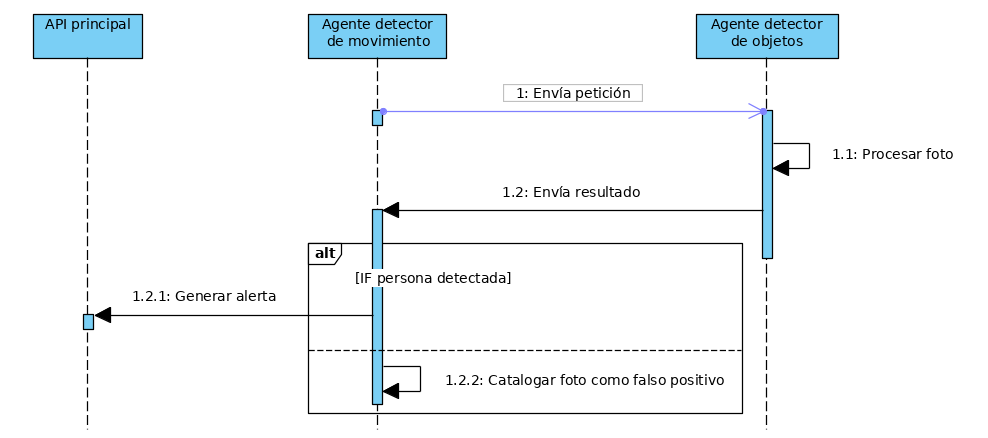 API principal
Agente detector
de movimiento
Agente detector
de objetos
1: Envía petición
1.1: Procesar foto
1.2: Envía resultado
alt
[IF persona detectada]
1.2.1: Generar alerta
1.2.2: Catalogar foto como falso positivo